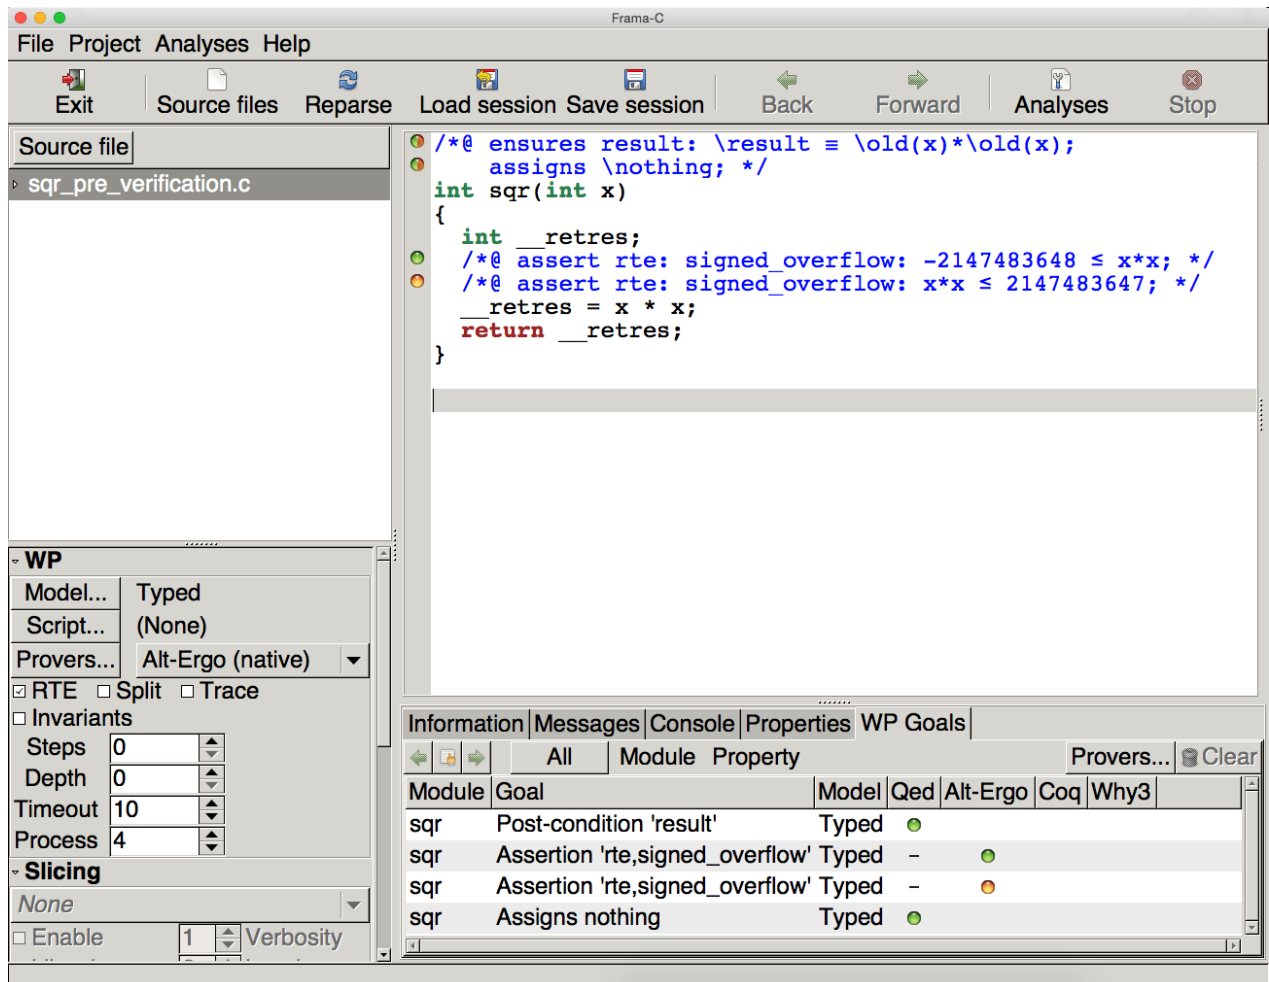 Frama-C
File Project Analyses Help
Exit Source files Reparse Load session Save session Back Forward Analyses Stop
Source file
sqr_pre_verification.c
/*@ ensures result: \result ≡ \old(x)*\old(x);
assigns \nothing; */
int sqr(int x)
{
int __retres;
/*@ assert rte: signed_overflow: -2147483648 ≤ x*x; */
/*@ assert rte: signed_overflow: x*x ≤ 2147483647; */
__retres = x * x;
return __retres;
}
WP
Model... Typed
Script... (None)
Provers... Alt-Ergo (native)
RTE Split Trace
Invariants
Steps 0
Depth 0
Timeout 10
Process 4
Slicing
None
Enable 1 Verbosity
Information Messages Console Properties WP Goals
All Module Property Provers... Clear
Module Goal Model Qed Alt-Ergo Coq Why3
sqr Post-condition 'result' Typed
sqr Assertion 'rte,signed_overflow' Typed –
sqr Assertion 'rte,signed_overflow' Typed –
sqr Assigns nothing Typed